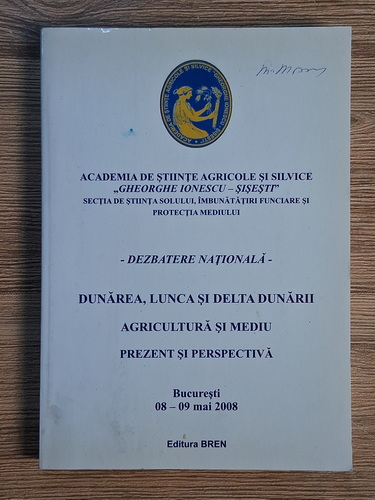 ACADEMIA DE ŞTIINŢE AGRICOLE ŞI SILVICE
„GHEORGHE IONESCU – ŞIŞEŞTI”
SECŢIA DE ŞTIINŢA SOLULUI, ÎMBUNĂTĂŢIRI FUNCIARE ŞI
PROTECŢIA MEDIULUI
- DEZBATERE NAŢIONALĂ -
DUNĂREA, LUNCA ŞI DELTA DUNĂRII
AGRICULTURĂ ŞI MEDIU
PREZENT ŞI PERSPECTIVĂ
Bucureşti
08 – 09 mai 2008
Editura BREN